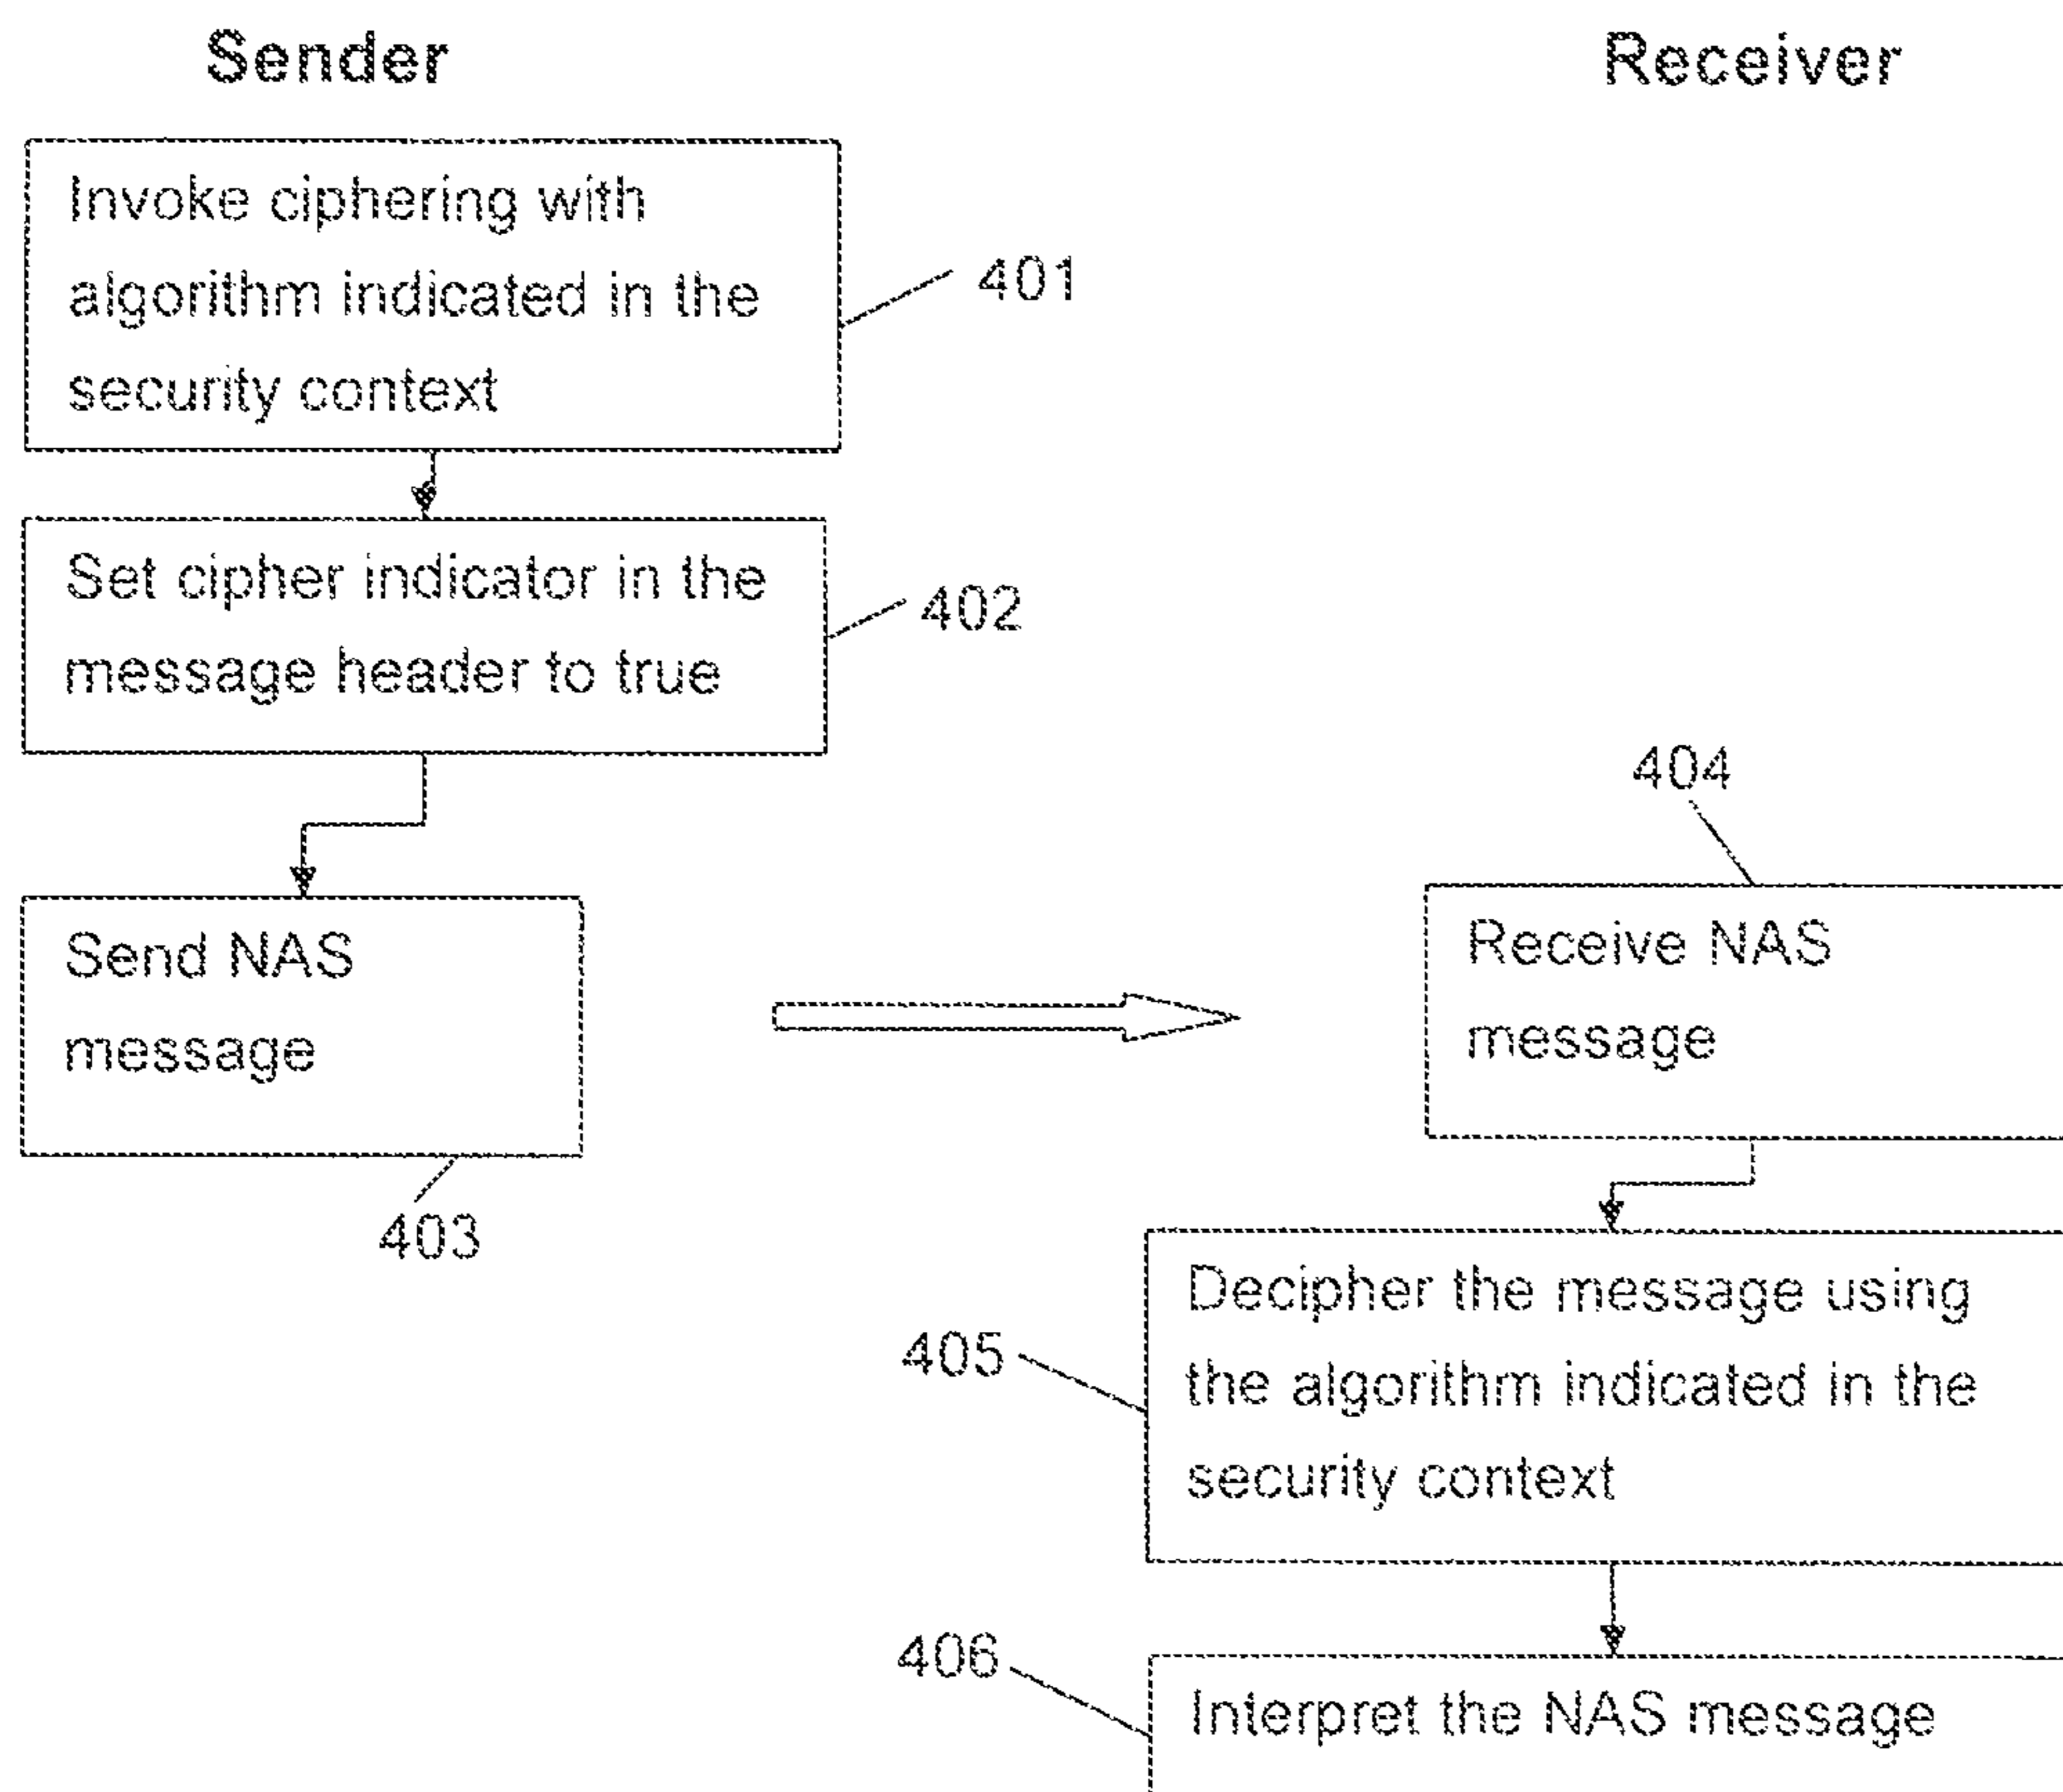 Sender
Receiver
Invoke ciphering with
algorithm indicated in the
security context
401
Set cipher indicator in the
message header to true
402
404
Send NAS
message
403
Receive NAS
message
Decipher the message using
the algorithm indicated in the
security context
405
406
Interpret the NAS message